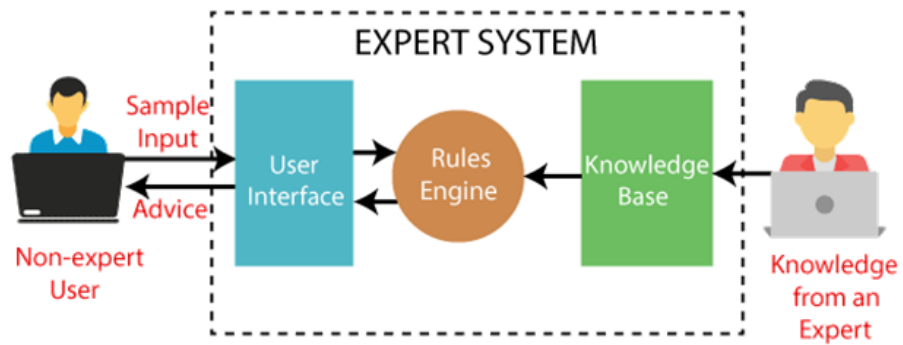 EXPERT SYSTEM
Sample
Input
Advice
Non-expert
User
User
Interface
Rules
Engine
Knowledge
Base
Knowledge
from an
Expert